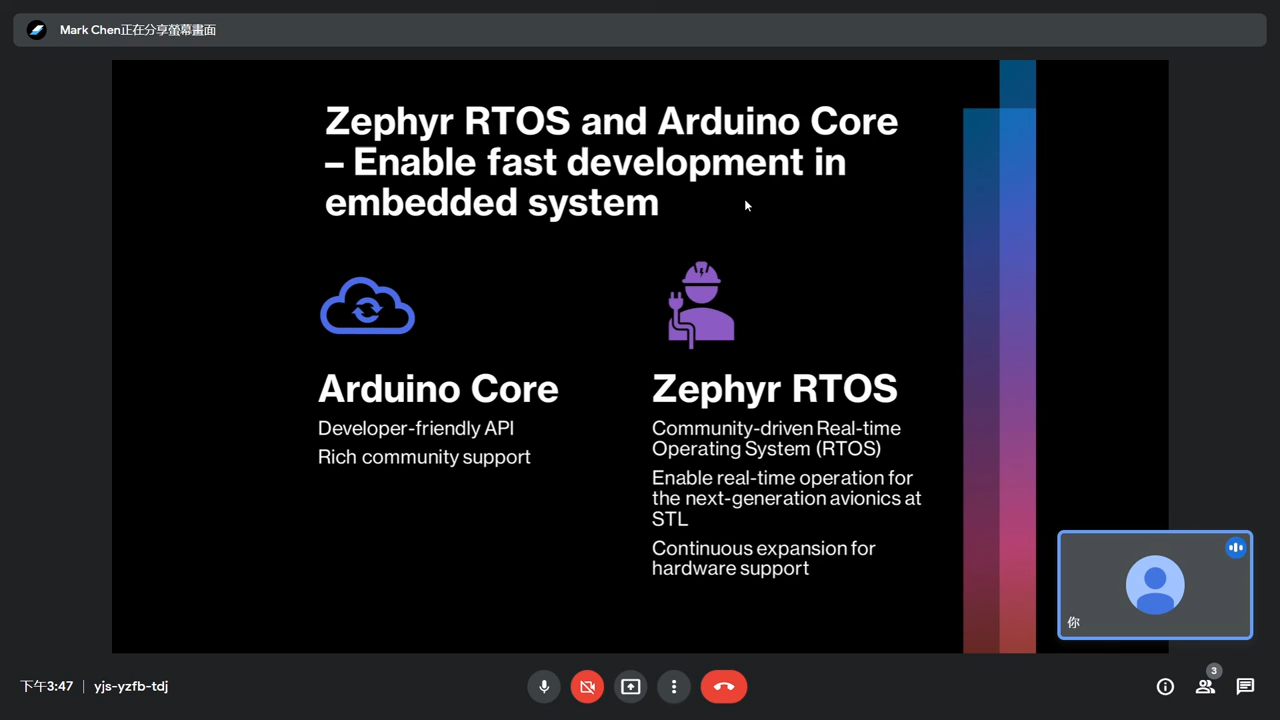 Mark Chen正在分享螢幕畫面
Zephyr RTOS and Arduino Core
– Enable fast development in
embedded system
Arduino Core
Developer-friendly API
Rich community support
Zephyr RTOS
Community-driven Real-time
Operating System (RTOS)
Enable real-time operation for
the next-generation avionics at
STL
Continuous expansion for
hardware support
你
下午3:47 | yjs-yzfb-tdj
3